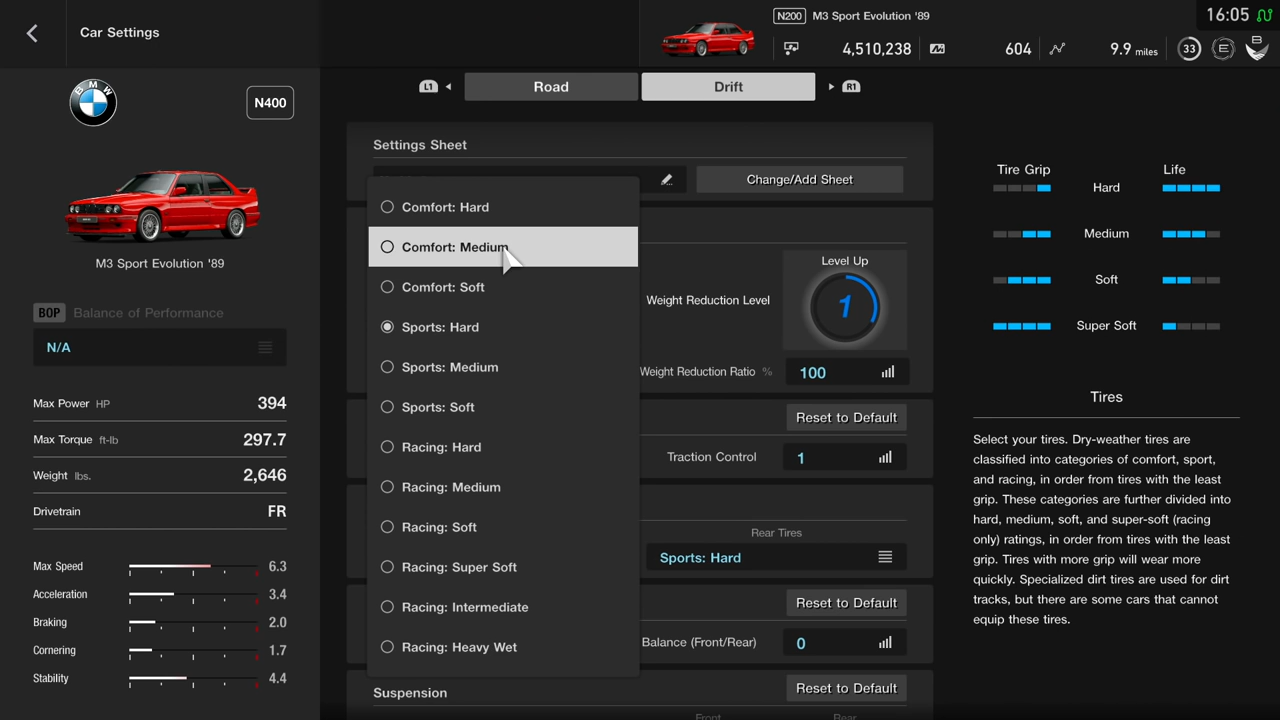 Car Settings
N200 M3 Sport Evolution '89
4,510,238
604
9.9 miles
33
E
B
16:05
BMW
N400
M3 Sport Evolution '89
BOP Balance of Performance
N/A
Max Power HP 394
Max Torque ft-lb 297.7
Weight lbs. 2,646
Drivetrain FR
Max Speed 6.3
Acceleration 3.4
Braking 2.0
Cornering 1.7
Stability 4.4
L1 Road Drift R1
Settings Sheet
Change/Add Sheet
Comfort: Hard
Comfort: Medium
Comfort: Soft
Sports: Hard
Sports: Medium
Sports: Soft
Racing: Hard
Racing: Medium
Racing: Soft
Racing: Super Soft
Racing: Intermediate
Racing: Heavy Wet
Level Up
Weight Reduction Level 1
Weight Reduction Ratio % 100
Reset to Default
Traction Control 1
Rear Tires
Sports: Hard
Reset to Default
Balance (Front/Rear) 0
Suspension
Reset to Default
Front Rear
Tire Grip Life
Hard
Medium
Soft
Super Soft
Tires
Select your tires. Dry-weather tires are
classified into categories of comfort, sport,
and racing, in order from tires with the least
grip. These categories are further divided into
hard, medium, soft, and super-soft (racing
only) ratings, in order from tires with the least
grip. Tires with more grip will wear more
quickly. Specialized dirt tires are used for dirt
tracks, but there are some cars that cannot
equip these tires.